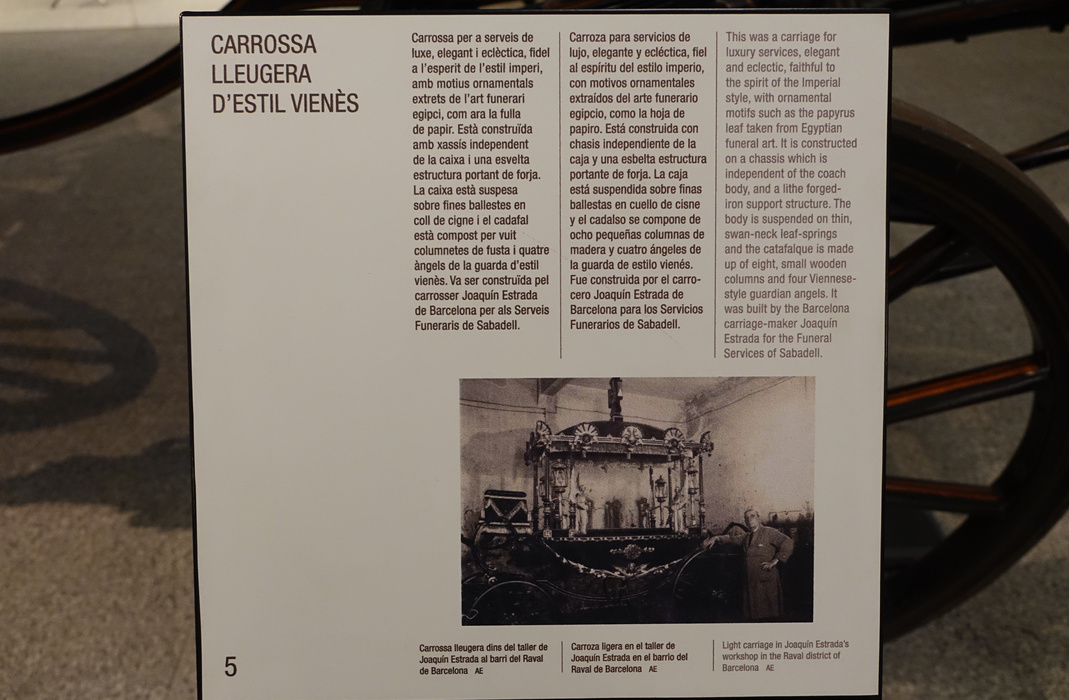 CARROSSA
LLEUGERA
D'ESTIL VIENÈS
Carrossa per a serveis de
luxe, elegant i eclèctica, fidel
a l'esperit de l'estil imperi,
amb motius ornamentals
extrets de l'art funerari
egipci, com ara la fulla
de papir. Està construïda
amb xassís independent
de la caixa i una esvelta
estructura portant de forja.
La caixa està suspesa
sobre fines ballestes en
coll de cigne i el cadafal
està compost per vuit
columnetes de fusta i quatre
àngels de la guarda d'estil
vienès. Va ser construïda pel
carrosser Joaquín Estrada
de Barcelona per als Serveis
Funeraris de Sabadell.
Carroza para servicios de
lujo, elegante y ecléctica, fiel
al espíritu del estilo imperio,
con motivos ornamentales
extraídos del arte funerario
egipcio, como la hoja de
papiro. Está construida con
chasis independiente de la
caja y una esbelta estructura
portante de forja. La caja
está suspendida sobre finas
ballestas en cuello de cisne
y el cadalso se compone de
ocho pequeñas columnas de
madera y cuatro ángeles de
la guarda de estilo vienés.
Fue construida por el carro-
cero Joaquín Estrada de
Barcelona para los Servicios
Funerarios de Sabadell.
This was a carriage for
luxury services, elegant
and eclectic, faithful to
the spirit of the Imperial
style, with ornamental
motifs such as the papyrus
leaf taken from Egyptian
funeral art. It is constructed
on a chassis which is
independent of the coach
body, and a lithe forged-
iron support structure. The
body is suspended on thin,
swan-neck leaf-springs
and the catafalque is made
up of eight, small wooden
columns and four Viennese-
style guardian angels. It
was built by the Barcelona
carriage-maker Joaquín
Estrada for the Funeral
Services of Sabadell.
Carrossa lleugera dins del taller de
Joaquín Estrada al barri del Raval
de Barcelona AE
Carroza ligera en el taller de
Joaquín Estrada en el barrio del
Raval de Barcelona AE
Light carriage in Joaquín Estrada's
workshop in the Raval district of
Barcelona AE
5